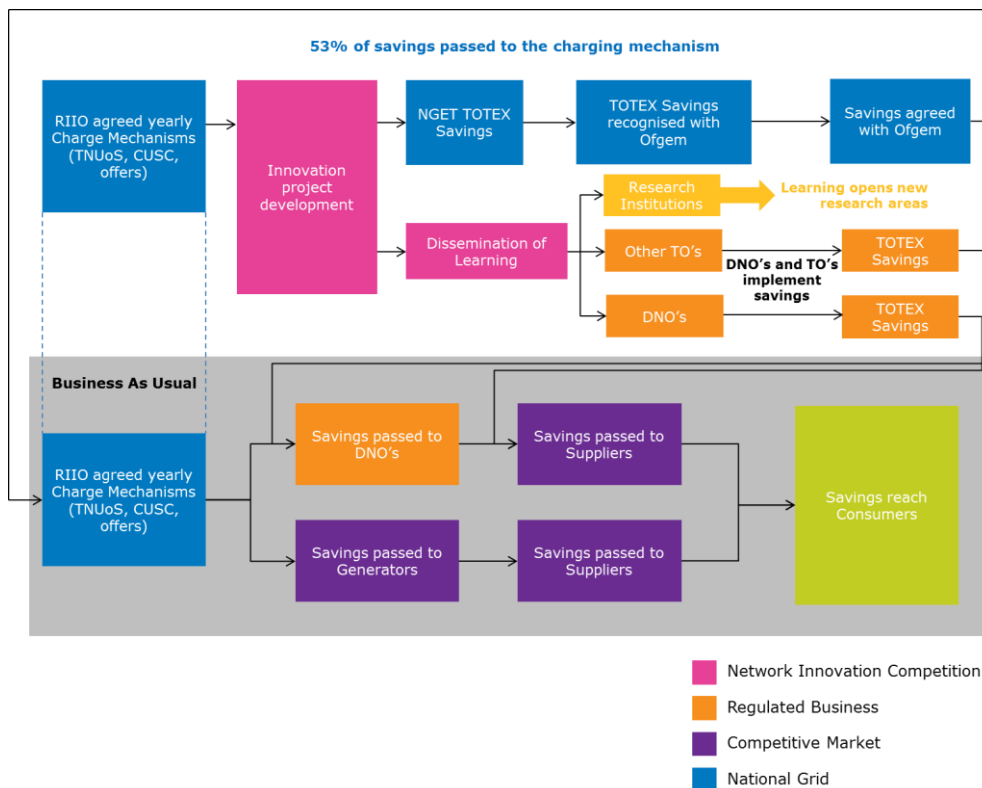 53% of savings passed to the charging mechanism
RIIO agreed yearly
Charge Mechanisms
(TNUoS, CUSC,
offers)
Innovation
project
development
NGET TOTEX
Savings
TOTEX Savings
recognised with
Ofgem
Savings agreed
with Ofgem
Dissemination of
Learning
Research
Institutions
Learning opens new
research areas
Other TO's
DNO's and TO's
implement
savings
TOTEX
Savings
DNO's
TOTEX
Savings
Business As Usual
RIIO agreed yearly
Charge Mechanisms
(TNUoS, CUSC,
offers)
Savings passed to
DNO's
Savings passed to
Suppliers
Savings passed to
Generators
Savings passed to
Suppliers
Savings reach
Consumers
Network Innovation Competition
Regulated Business
Competitive Market
National Grid